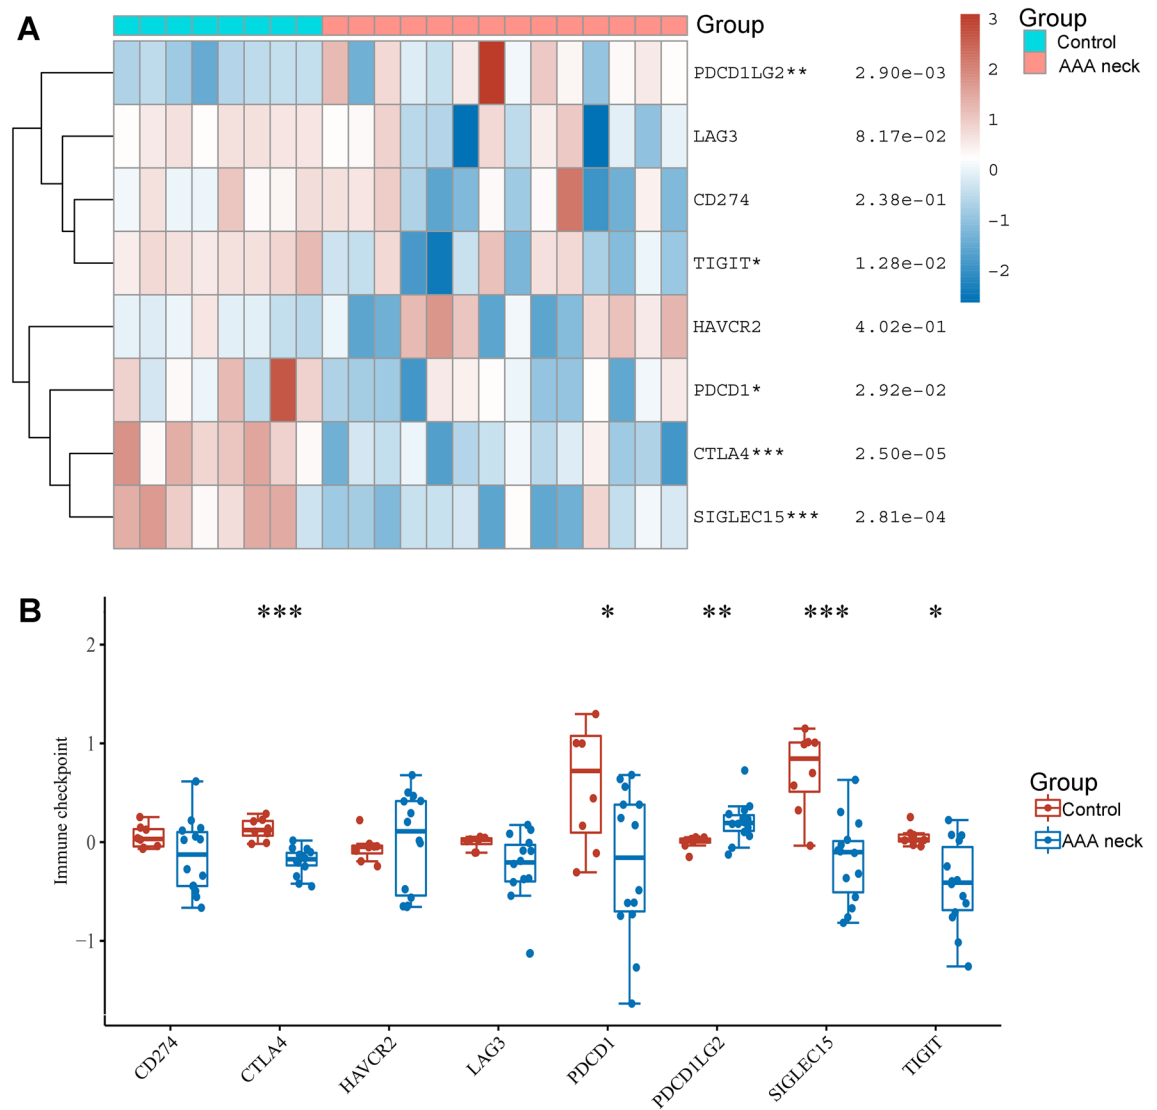 A
Group
PDCD1LG2** 2.90e-03
LAG3 8.17e-02
CD274 2.38e-01
TIGIT* 1.28e-02
HAVCR2 4.02e-01
PDCD1* 2.92e-02
CTLA4*** 2.50e-05
SIGLEC15*** 2.81e-04
3
2
1
0
−1
−2
Group
Control
AAA neck
B
*** * ** *** *
2
1
0
−1
Immune checkpoint
CD274 CTLA4 HAVCR2 LAG3 PDCD1 PDCD1LG2 SIGLEC15 TIGIT
Group
Control
AAA neck